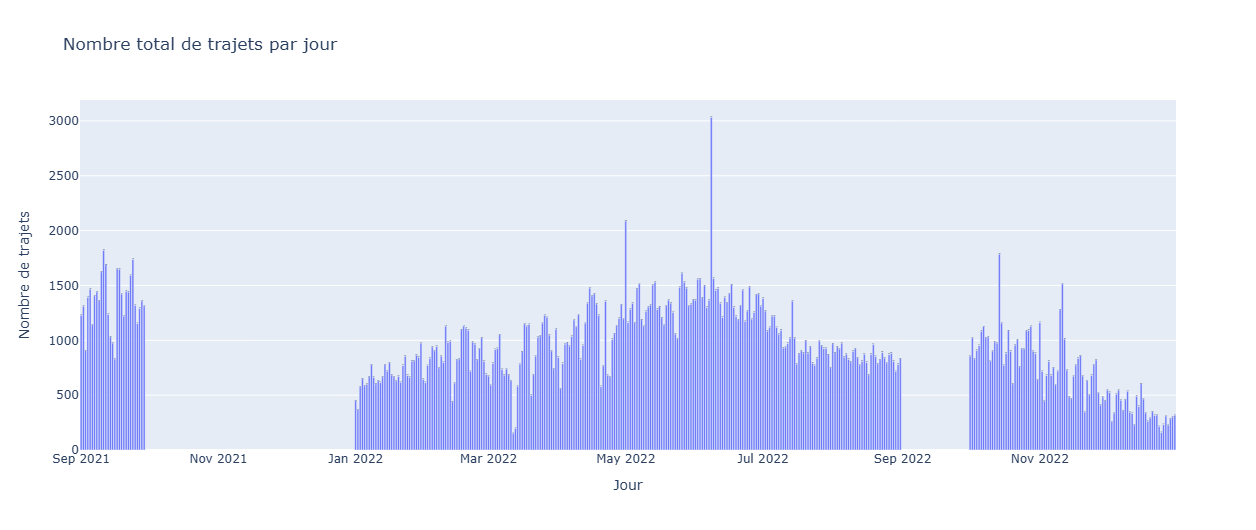 Nombre total de trajets par jour
Nombre de trajets
3000
2500
2000
1500
1000
500
0
Sep 2021 Nov 2021 Jan 2022 Mar 2022 May 2022 Jul 2022 Sep 2022 Nov 2022
Jour